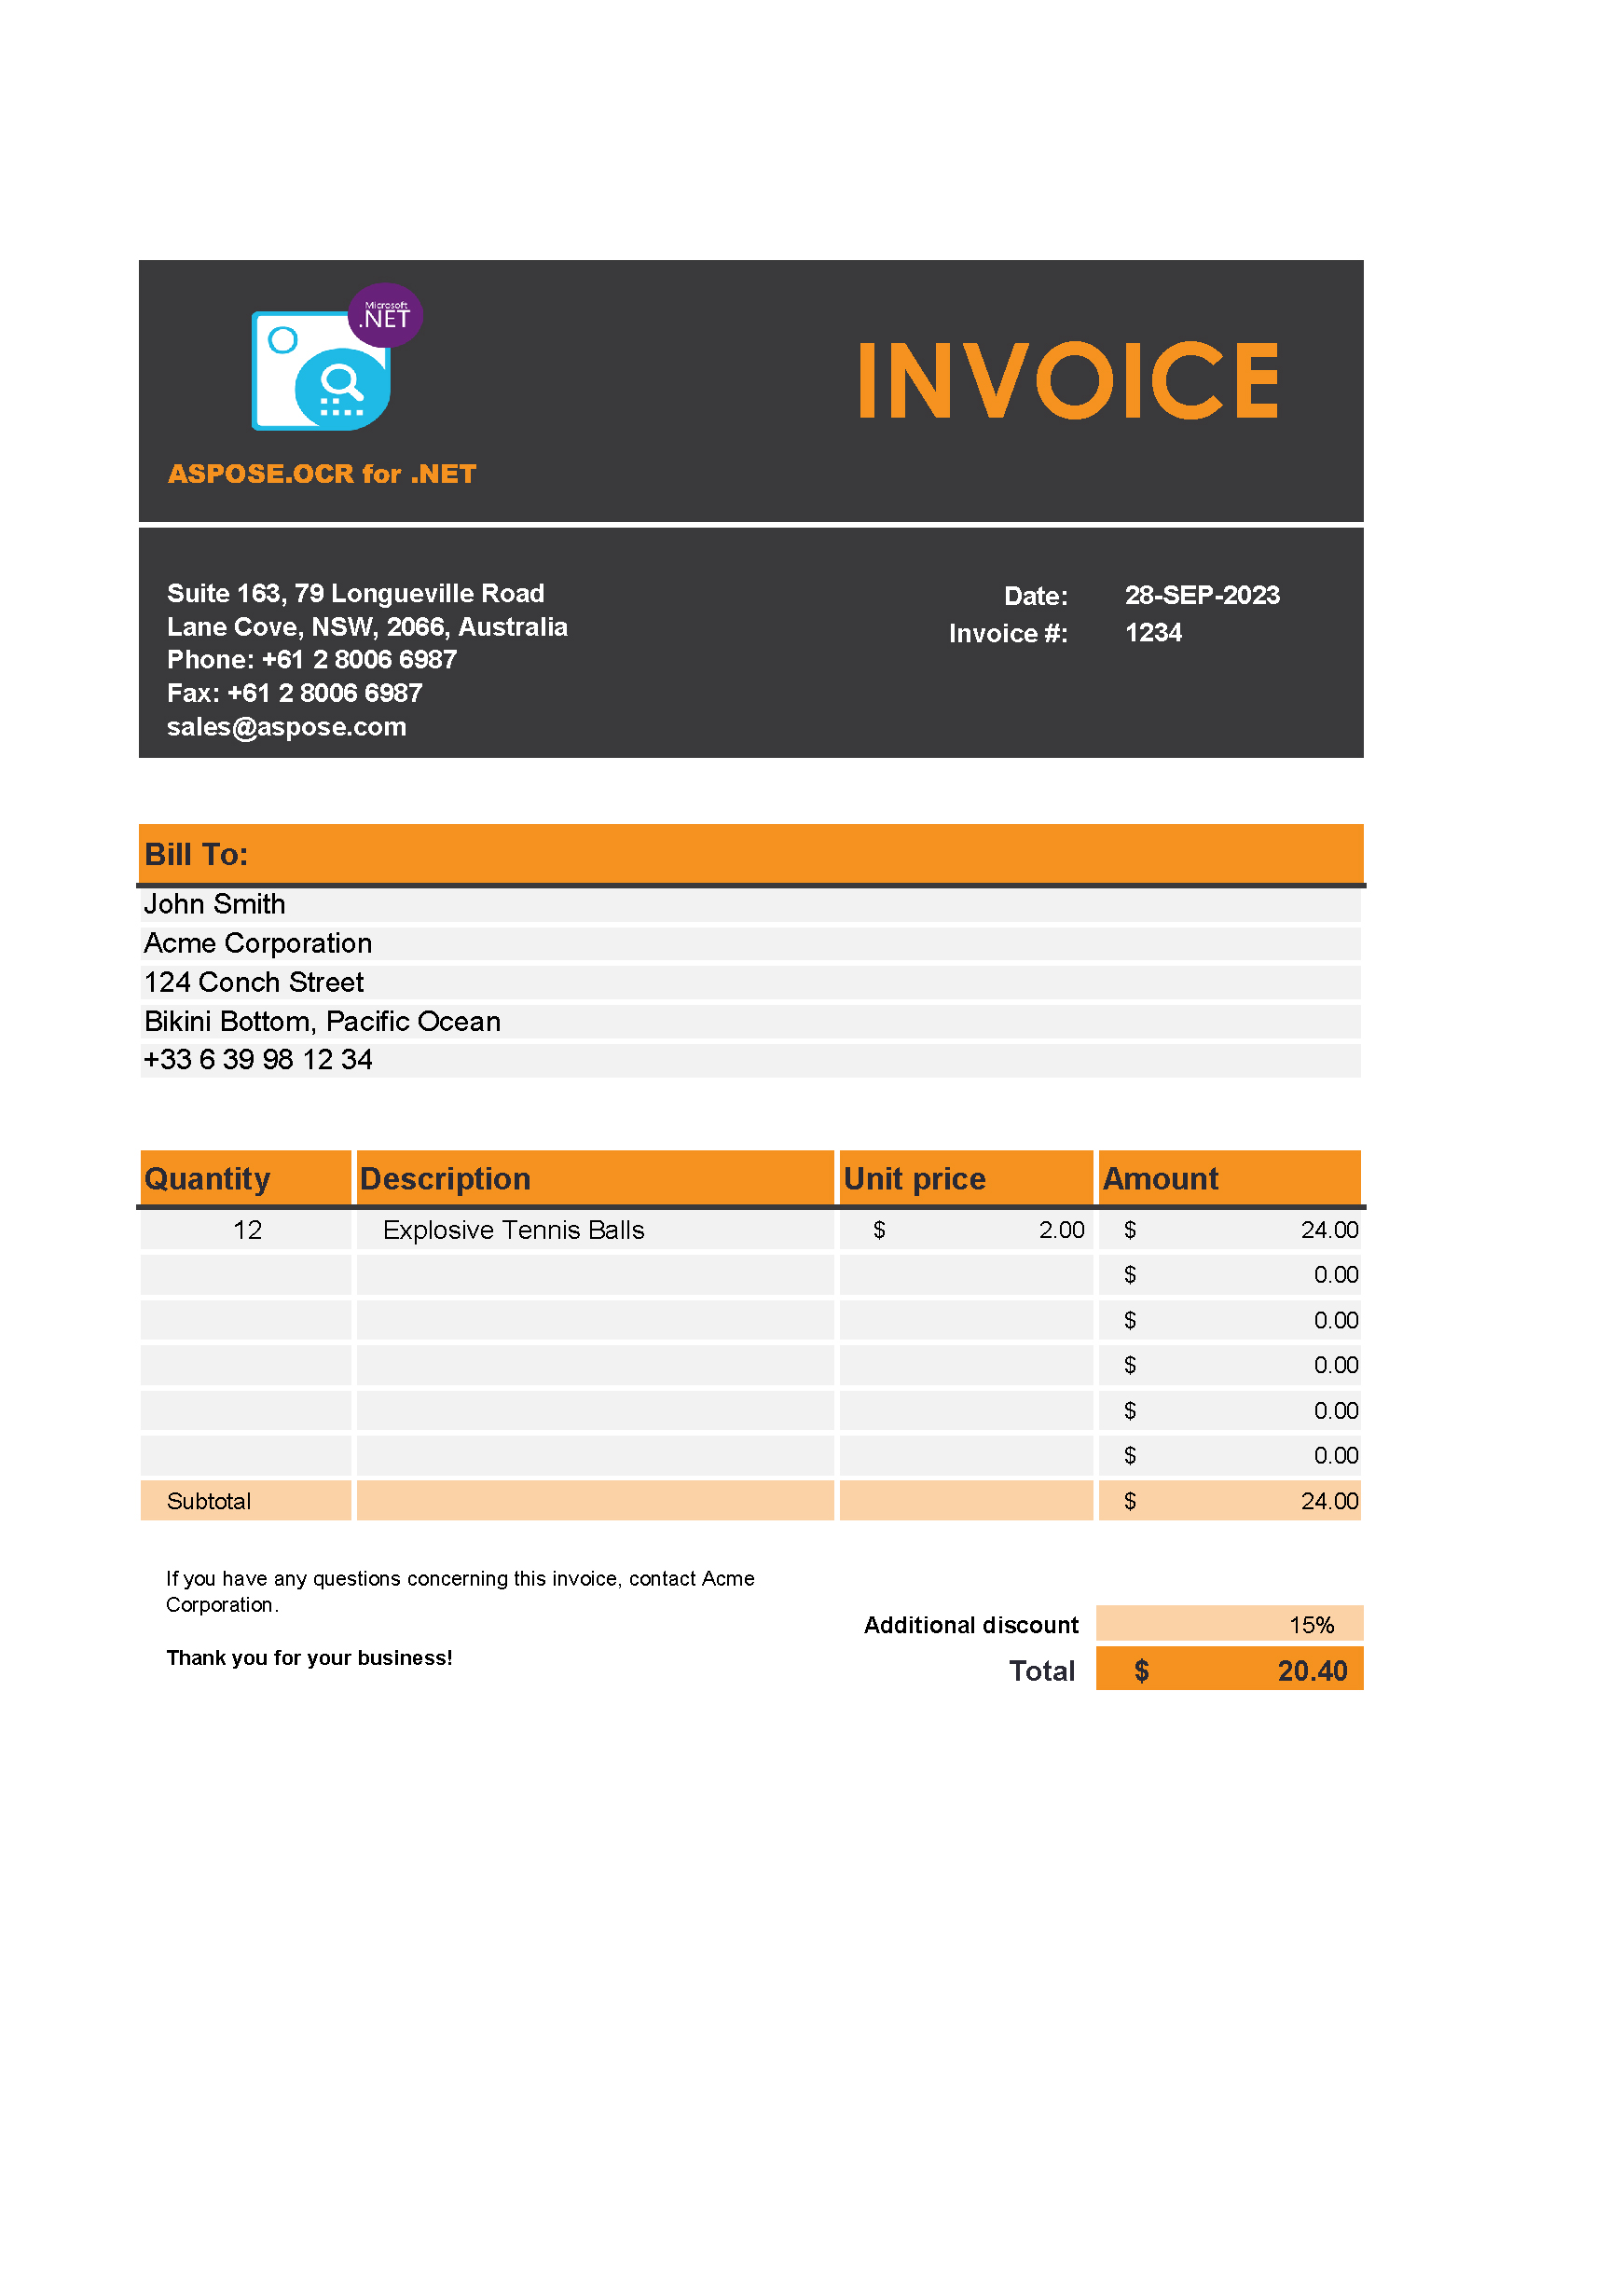 Microsoft
.NET
INVOICE
ASPOSE.OCR for .NET
Suite 163, 79 Longueville Road
Lane Cove, NSW, 2066, Australia
Phone: +61 2 8006 6987
Fax: +61 2 8006 6987
sales@aspose.com
Date: 28-SEP-2023
Invoice #: 1234
Bill To:
John Smith
Acme Corporation
124 Conch Street
Bikini Bottom, Pacific Ocean
+33 6 39 98 12 34
Quantity Description Unit price Amount
12 Explosive Tennis Balls $ 2.00 $ 24.00
$ 0.00
$ 0.00
$ 0.00
$ 0.00
$ 0.00
Subtotal $ 24.00
If you have any questions concerning this invoice, contact Acme
Corporation.
Thank you for your business!
Additional discount 15%
Total $ 20.40